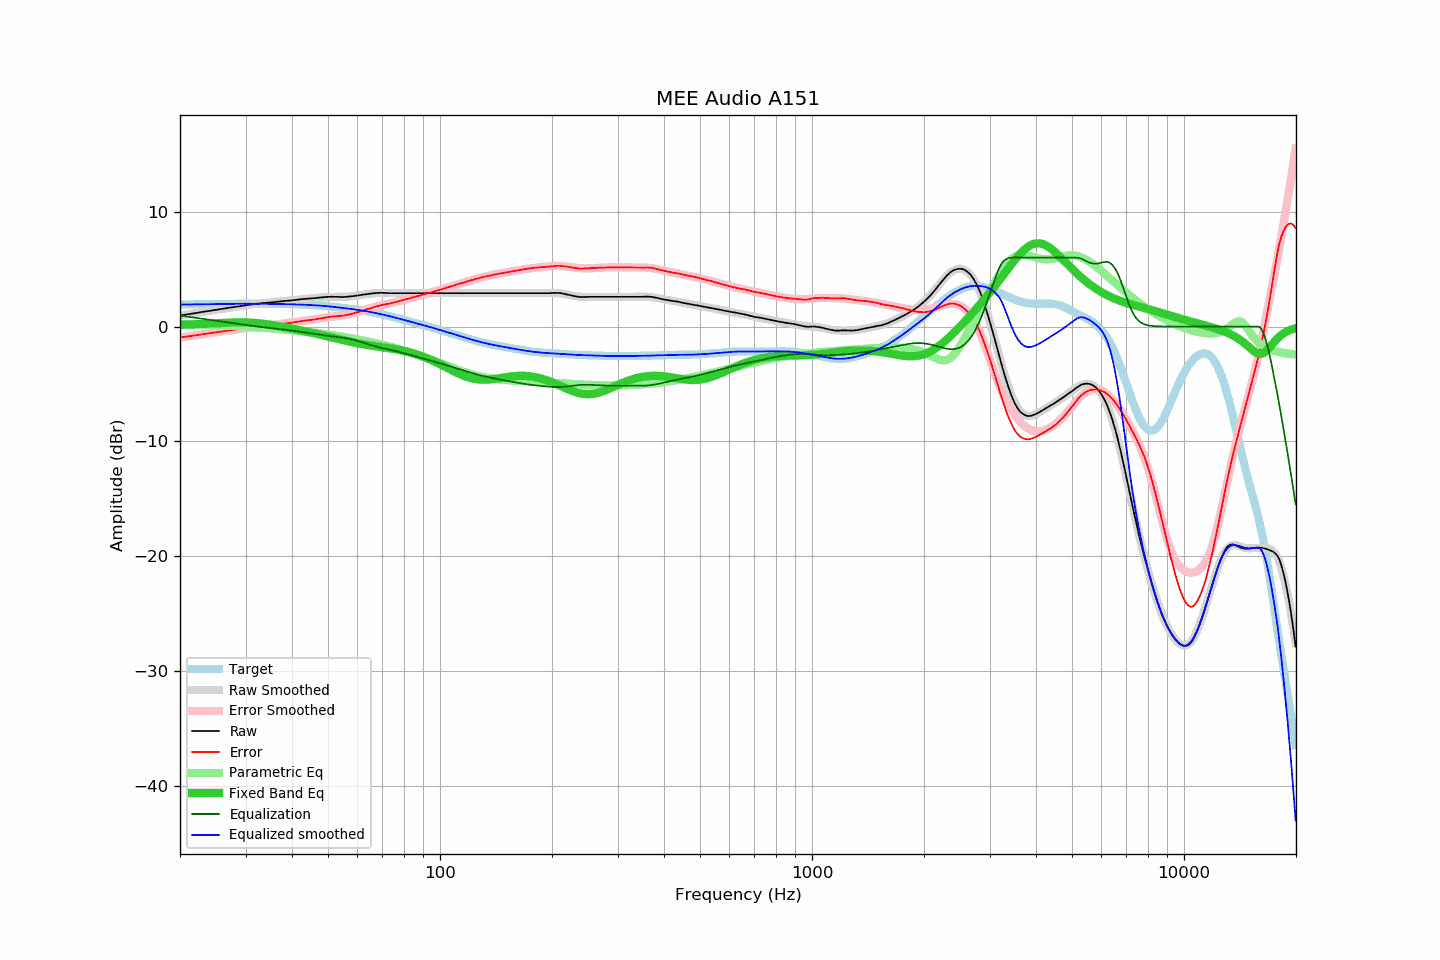 MEE Audio A151
Amplitude (dBr)
10
0
−10
−20
−30
−40
Target
Raw Smoothed
Error Smoothed
Raw
Error
Parametric Eq
Fixed Band Eq
Equalization
Equalized smoothed
100
1000
10000
Frequency (Hz)